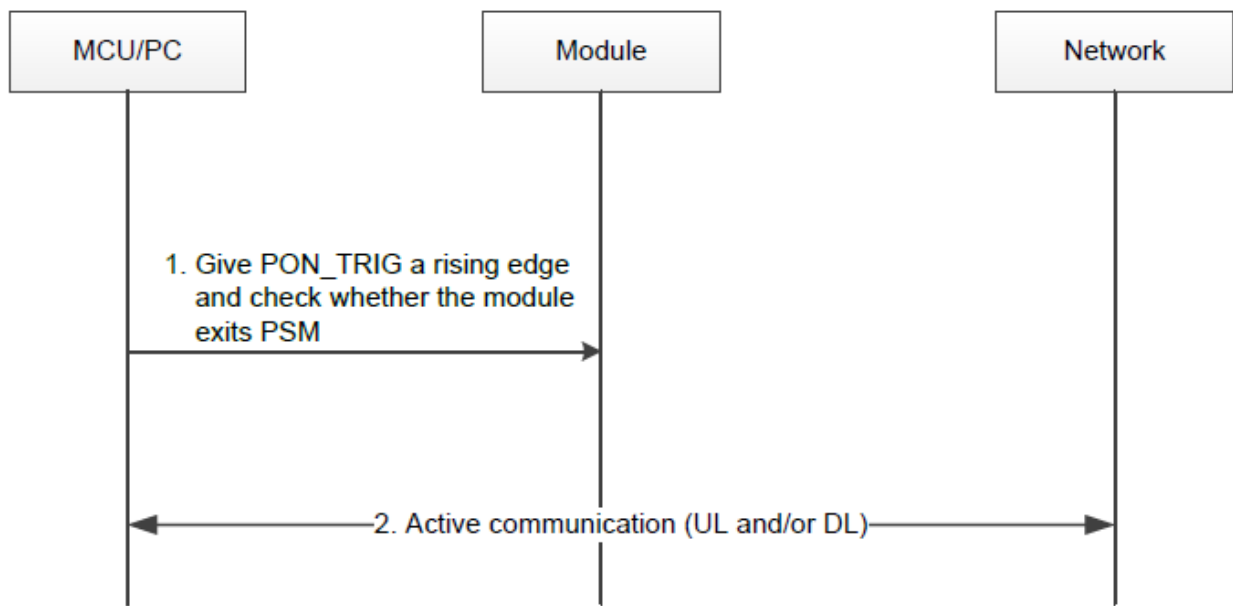 MCU/PC
Module
Network
1. Give PON_TRIG a rising edge
and check whether the module
exits PSM
2. Active communication (UL and/or DL)